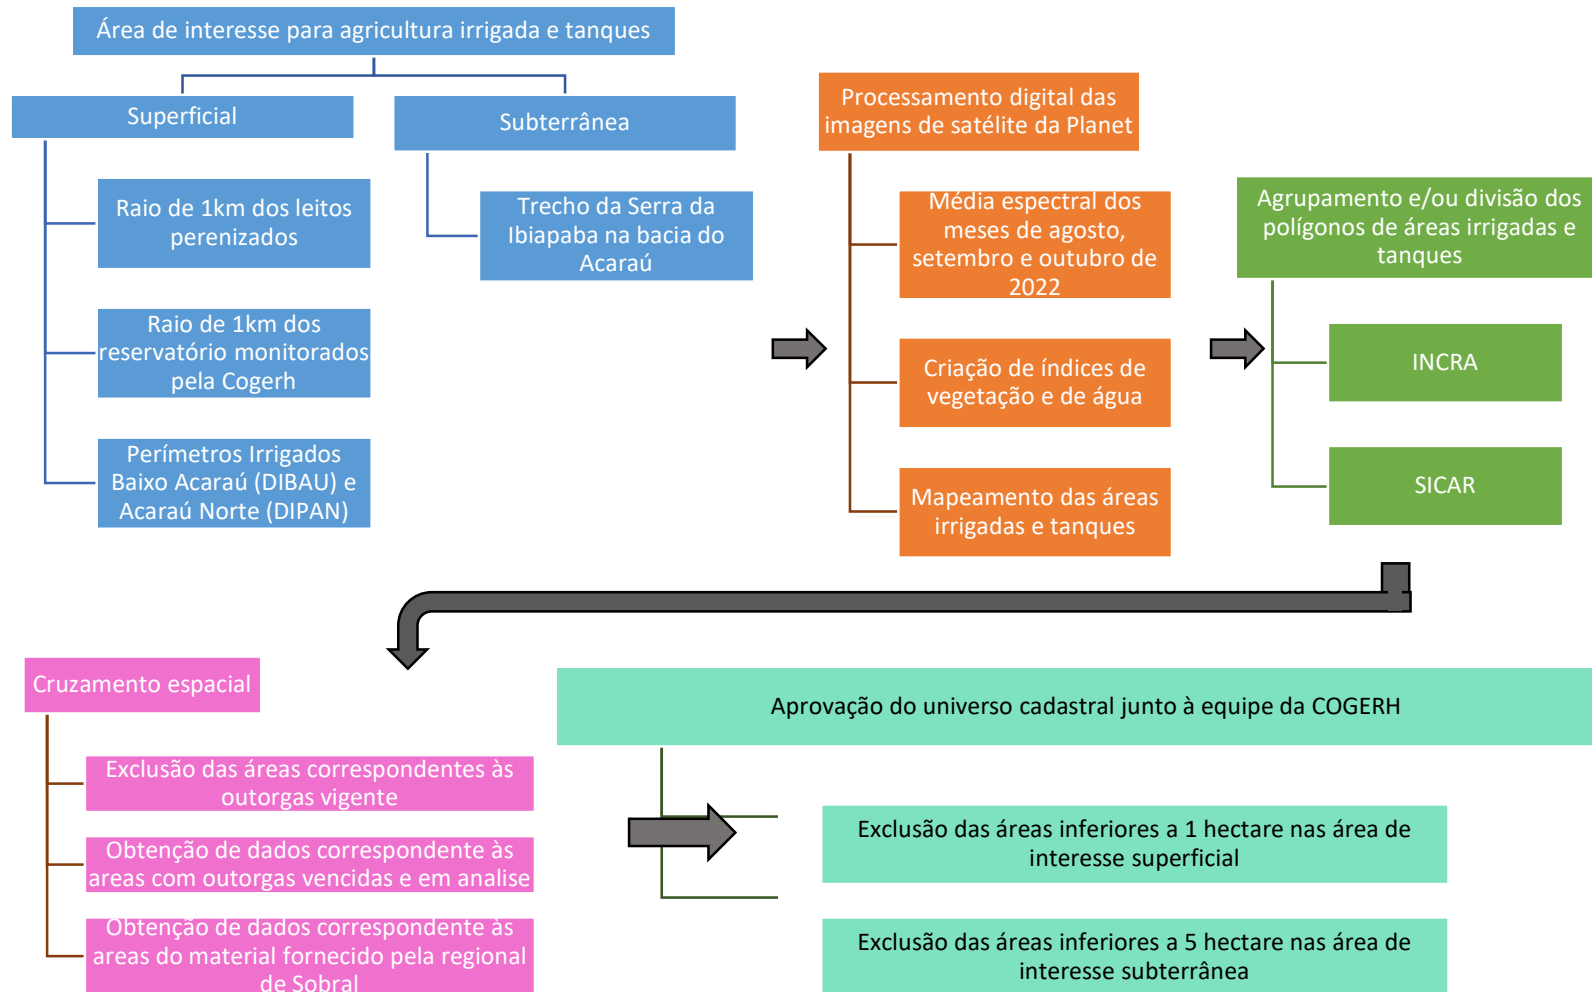 Área de interesse para agricultura irrigada e tanques
Superficial
Raio de 1km dos leitos
perenizados
Raio de 1km dos
reservatório monitorados
pela Cogerh
Perímetros Irrigados
Baixo Acaraú (DIBAU) e
Acaraú Norte (DIPAN)
Subterrânea
Trecho da Serra da
Ibiapaba na bacia do
Acaraú
Processamento digital das
imagens de satélite da Planet
Média espectral dos
meses de agosto,
setembro e outubro de
2022
Criação de índices de
vegetação e de água
Mapeamento das áreas
irrigadas e tanques
Agrupamento e/ou divisão dos
polígonos de áreas irrigadas e
tanques
INCRA
SICAR
Cruzamento espacial
Exclusão das áreas correspondentes às
outorgas vigente
Obtenção de dados correspondente às
areas com outorgas vencidas e em analise
Obtenção de dados correspondente às
areas do material fornecido pela regional
de Sobral
Aprovação do universo cadastral junto à equipe da COGERH
Exclusão das áreas inferiores a 1 hectare nas área de
interesse superficial
Exclusão das áreas inferiores a 5 hectare nas área de
interesse subterrânea